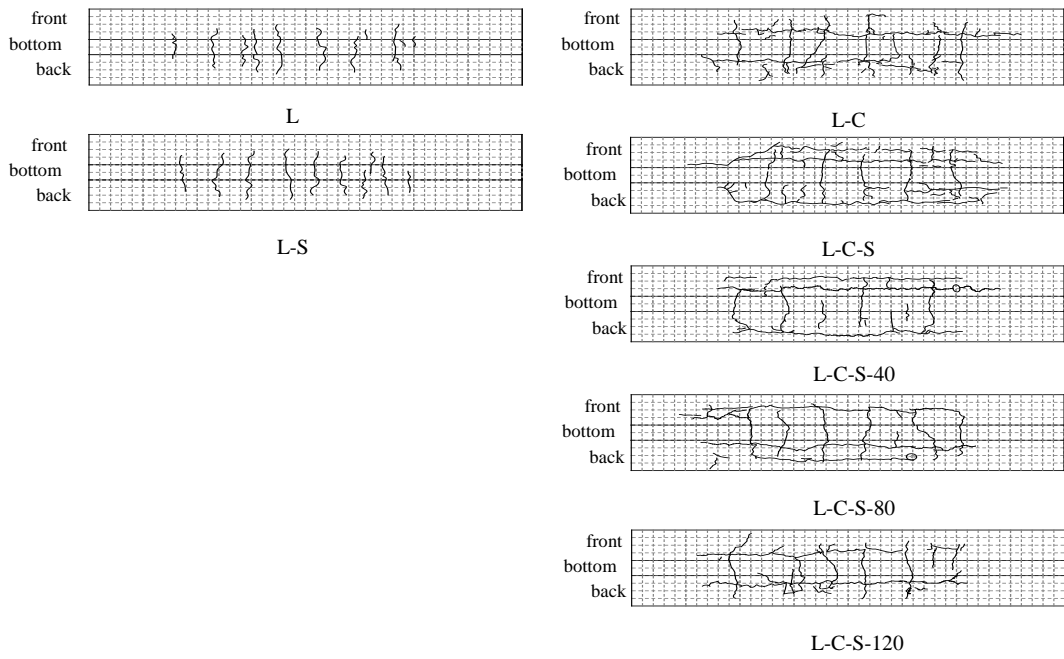 front
bottom
back
L
front
bottom
back
L-S
front
bottom
back
L-C
front
bottom
back
L-C-S
front
bottom
back
L-C-S-40
front
bottom
back
L-C-S-80
front
bottom
back
L-C-S-120